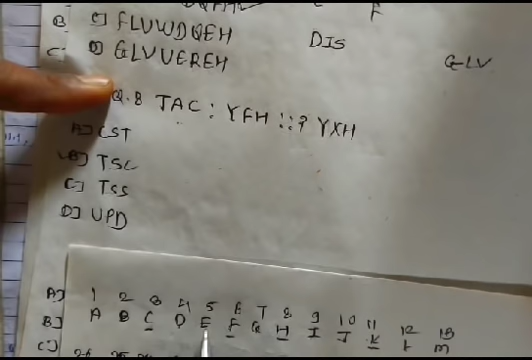 B. C] FLVWDQEH
C. D] GLVUEREH
DIS
GLV
Q.8 TAC : YFH :: ? YXH
A] CST
B] TSC
C] TSS
D] UPD
A] 1 2 3 4 5 6 7 8 9 10 11 12 13
B] A B C D E F G H I J K L M
C]